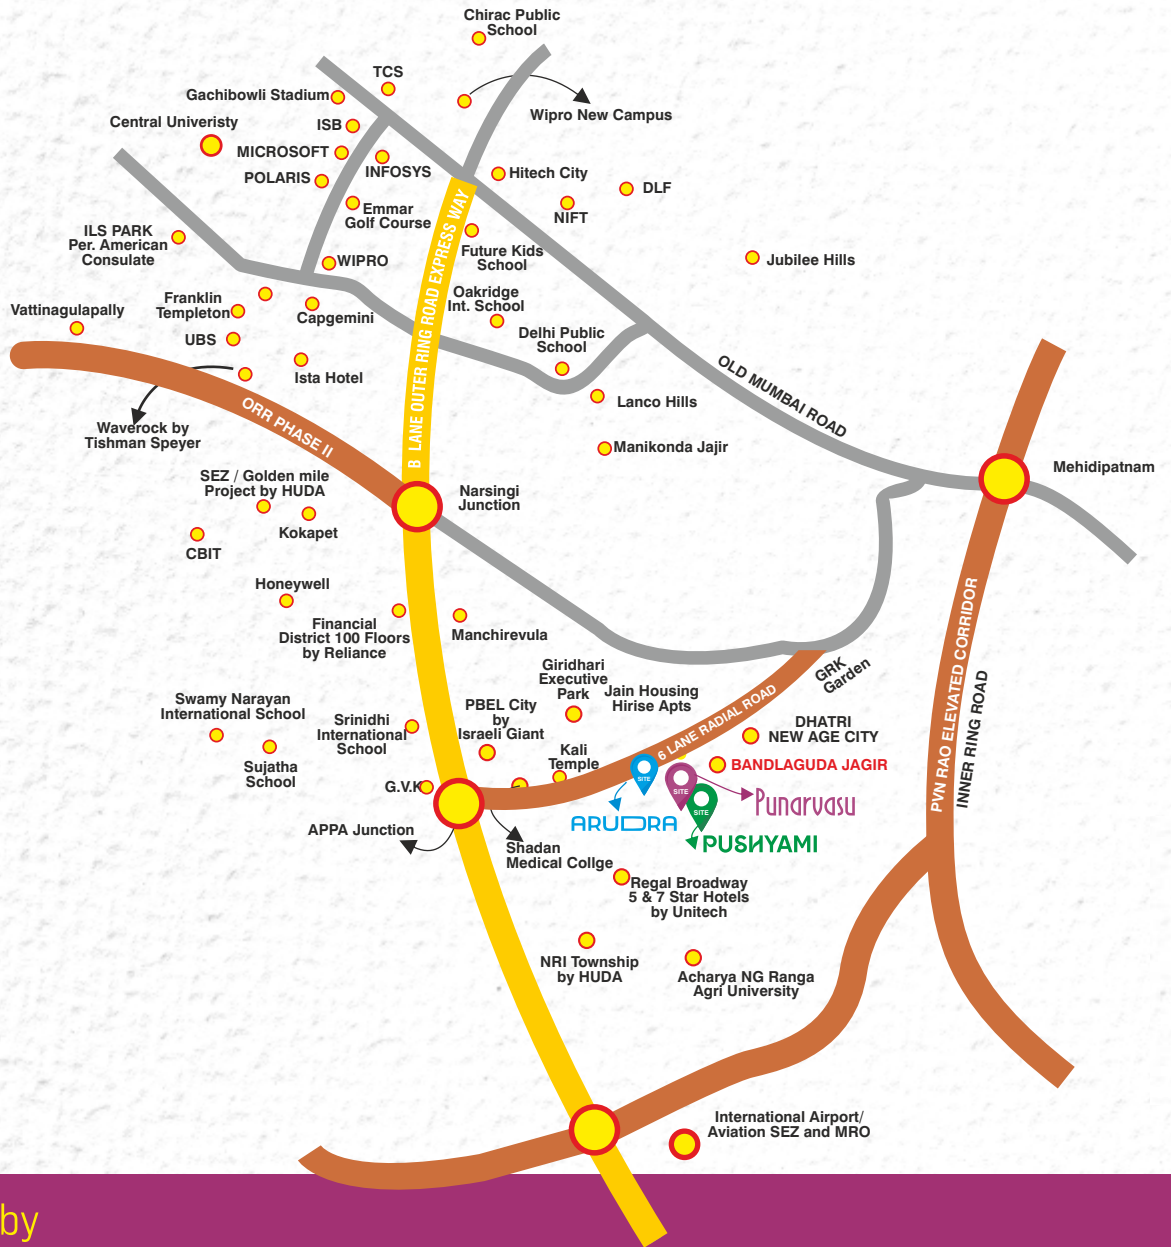 Chirac Public
School
TCS
Gachibowli Stadium
Wipro New Campus
Central Univeristy
ISB
MICROSOFT
INFOSYS
POLARIS
Hitech City
DLF
NIFT
Emmar
Golf Course
ILS PARK
Per. American
Consulate
WIPRO
Future Kids
School
Jubilee Hills
Oakridge
Int. School
Vattinagulapally
Franklin
Templeton
Capgemini
UBS
Delhi Public
School
Ista Hotel
B LANE OUTER RING ROAD EXPRESS WAY
OLD MUMBAI ROAD
Lanco Hills
ORR PHASE II
Waverock by
Tishman Speyer
Manikonda Jajir
Mehidipatnam
SEZ / Golden mile
Project by HUDA
Narsingi
Junction
Kokapet
CBIT
Honeywell
Financial
District 100 Floors
by Reliance
Manchirevula
PVN RAO ELEVATED CORRIDOR
INNER RING ROAD
Giridhari
Executive
Park
Jain Housing
Hirise Apts
GRK
Garden
6 LANE RADIAL ROAD
Swamy Narayan
International School
Srinidhi
International
School
PBEL City
by
Israeli Giant
DHATRI
NEW AGE CITY
Kali
Temple
Sujatha
School
BANDLAGUDA JAGIR
G.V.K
SITE
SITE
SITE
Punarvasu
ARUDRA
PUSHYAMI
APPA Junction
Shadan
Medical Collge
Regal Broadway
5 & 7 Star Hotels
by Unitech
NRI Township
by HUDA
Acharya NG Ranga
Agri University
International Airport/
Aviation SEZ and MRO
by